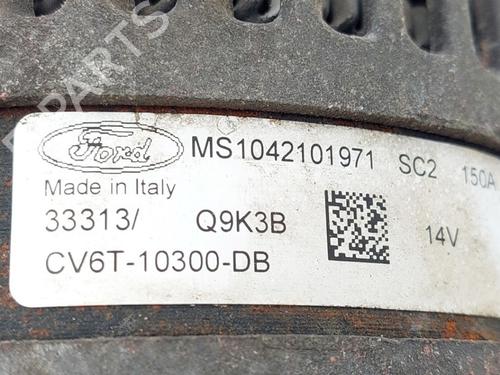 Ford MS1042101971 SC2 150A
Made in Italy
33313/ Q9K3B 14V
CV6T-10300-DB